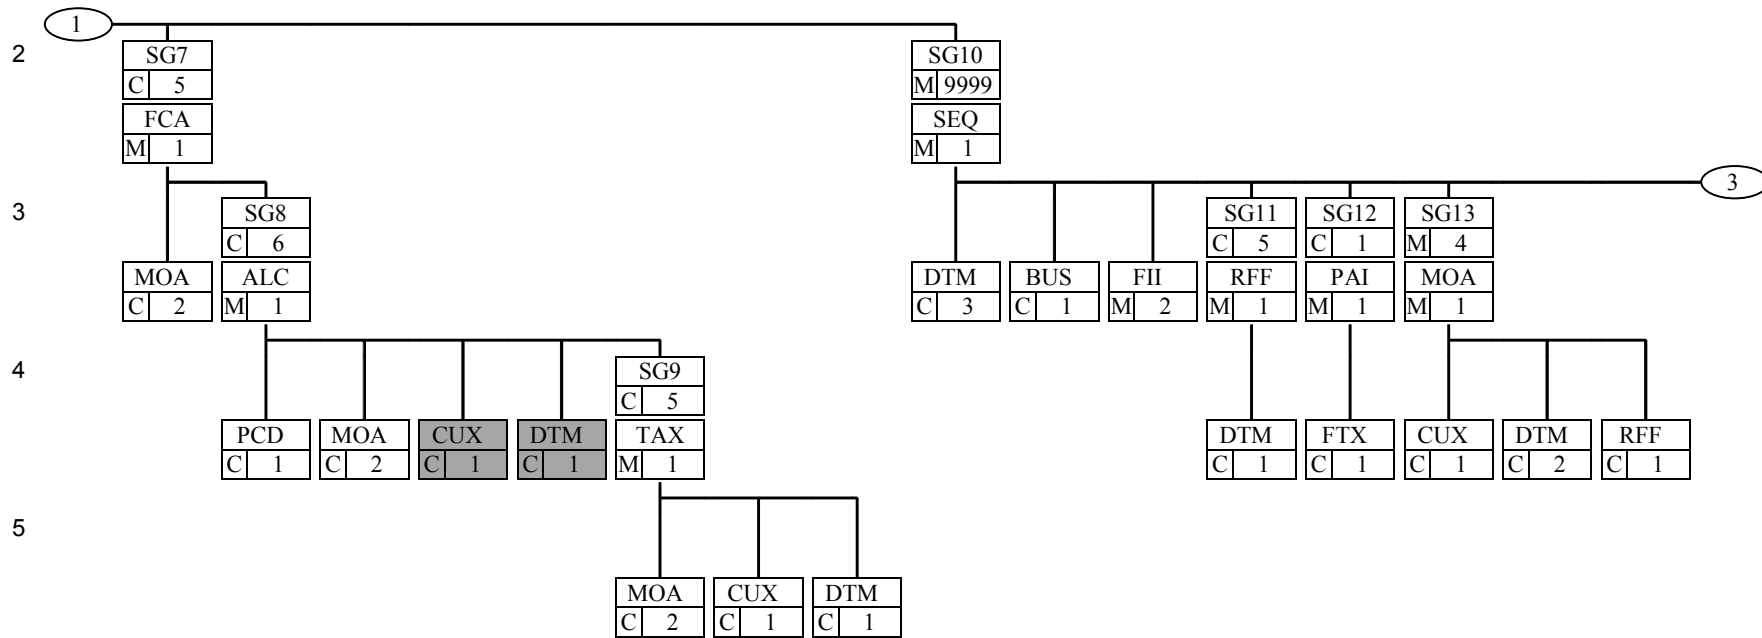 1
2 SG7 SG10
C 5 M 9999
FCA SEQ
M 1 M 1
3
3 SG8 SG11 SG12 SG13
C 6 C 5 C 1 M 4
MOA ALC DTM BUS FII RFF PAI MOA
C 2 M 1 C 3 C 1 M 2 M 1 M 1 M 1
4 SG9
C 5
PCD MOA CUX DTM TAX DTM FTX CUX DTM RFF
C 1 C 2 C 1 C 1 M 1 C 1 C 1 C 1 C 2 C 1
5
MOA CUX DTM
C 2 C 1 C 1